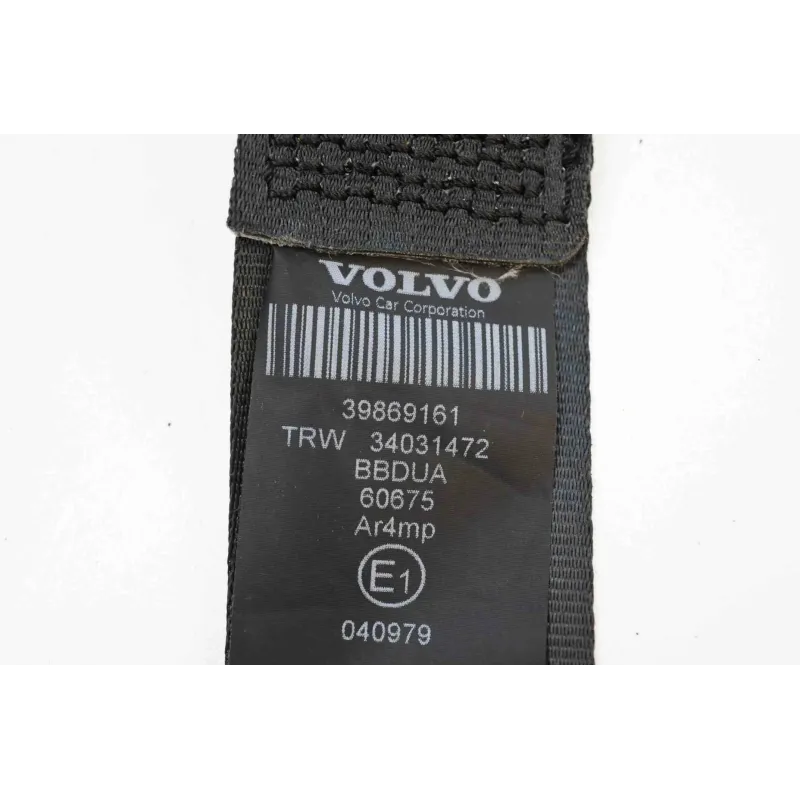 VOLVO
Volvo Car Corporation
39869161
TRW 34031472
BBDUA
60675
Ar4mp
E1
040979